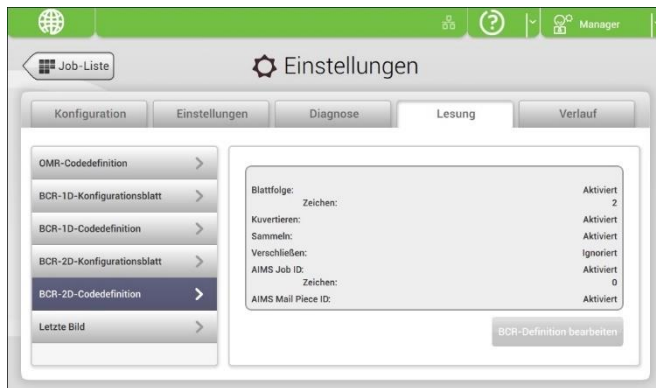 Manager
Job-Liste
Einstellungen
Konfiguration
Einstellungen
Diagnose
Lesung
Verlauf
OMR-Codedefinition
BCR-1D-Konfigurationsblatt
BCR-1D-Codedefinition
BCR-2D-Konfigurationsblatt
BCR-2D-Codedefinition
Letzte Bild
Blattfolge: Aktiviert
Zeichen: 2
Kuvertieren: Aktiviert
Sammeln: Aktiviert
Verschließen: Ignoriert
AIMS Job ID: Aktiviert
Zeichen: 0
AIMS Mail Piece ID: Aktiviert
BCR-Definition bearbeiten